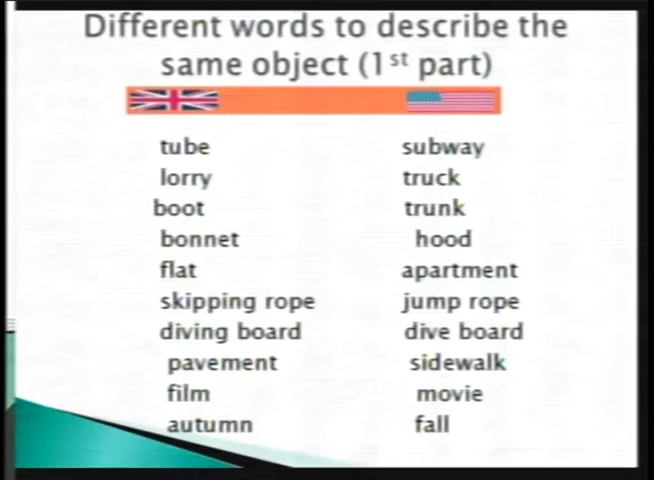 Different words to describe the
same object (1st part)
tube subway
lorry truck
boot trunk
bonnet hood
flat apartment
skipping rope jump rope
diving board dive board
pavement sidewalk
film movie
autumn fall